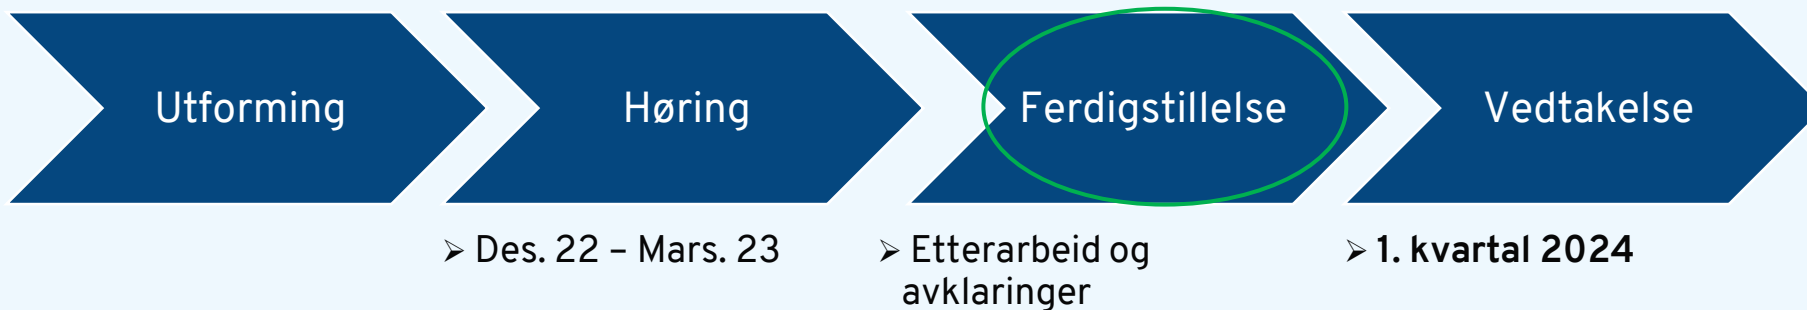 Utforming
Høring
Ferdigstillelse
Vedtakelse
➢ Des. 22 – Mars. 23
➢ Etterarbeid og
avklaringer
➢ 1. kvartal 2024